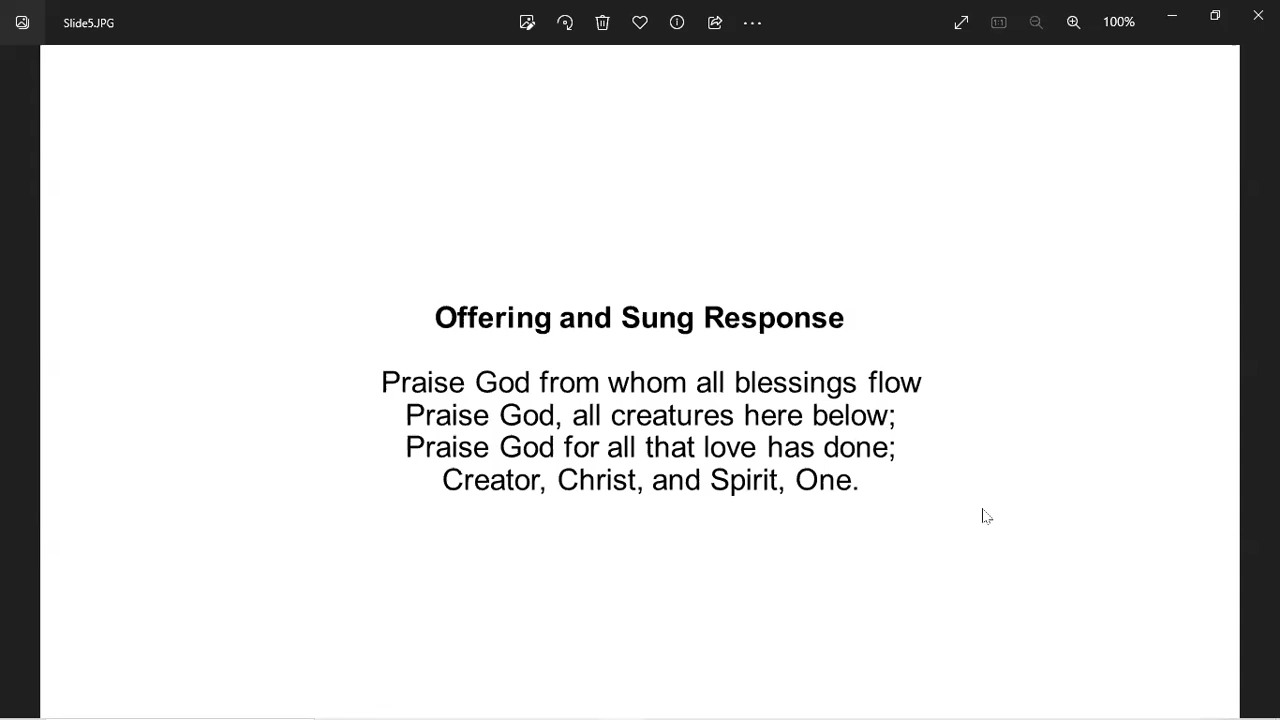 Slide5.JPG
100%
Offering and Sung Response
Praise God from whom all blessings flow
Praise God, all creatures here below;
Praise God for all that love has done;
Creator, Christ, and Spirit, One.